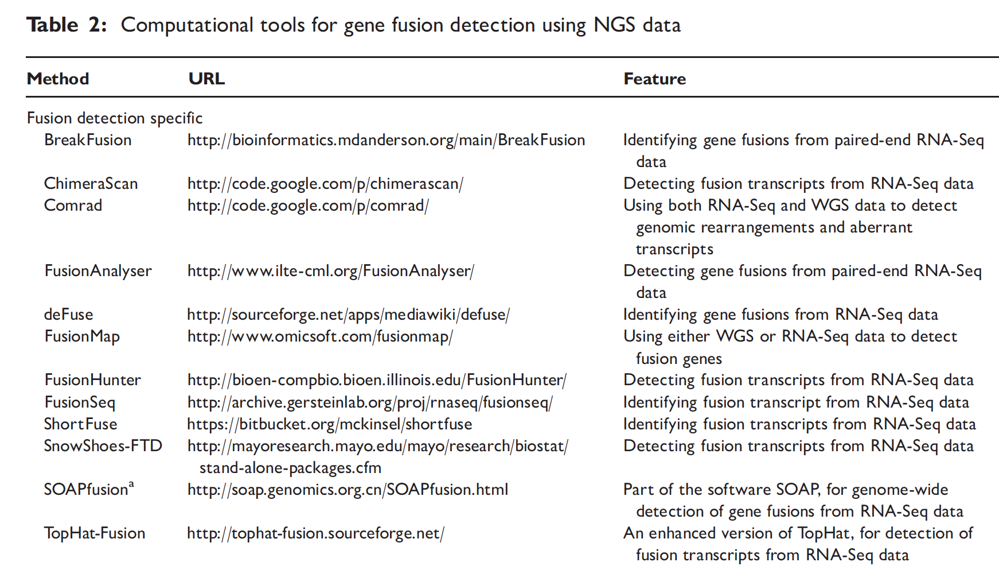 Table 2: Computational tools for gene fusion detection using NGS data
Method URL Feature
Fusion detection specific
BreakFusion http://bioinformatics.mdanderson.org/main/BreakFusion Identifying gene fusions from paired-end RNA-Seq
data
ChimeraScan http://code.google.com/p/chimerascan/ Detecting fusion transcripts from RNA-Seq data
Comrad http://code.google.com/p/comrad/ Using both RNA-Seq and WGS data to detect
genomic rearrangements and aberrant
transcripts
FusionAnalyser http://www.ilte-cml.org/FusionAnalyser/ Detecting gene fusions from paired-end RNA-Seq
data
deFuse http://sourceforge.net/apps/mediawiki/defuse/ Identifying gene fusions from RNA-Seq data
FusionMap http://www.omicsoft.com/fusionmap/ Using either WGS or RNA-Seq data to detect
fusion genes
FusionHunter http://bioen-compbio.bioen.illinois.edu/FusionHunter/ Detecting fusion transcripts from RNA-Seq data
FusionSeq http://archive.gersteinlab.org/proj/rnaseq/fusionseq/ Identifying fusion transcript from RNA-Seq data
ShortFuse https://bitbucket.org/mckinsel/shortfuse Identifying fusion transcripts from RNA-Seq data
SnowShoes-FTD http://mayoresearch.mayo.edu/mayo/research/biostat/ Detecting fusion transcripts from RNA-Seq data
stand-alone-packages.cfm
SOAPfusionᵃ http://soap.genomics.org.cn/SOAPfusion.html Part of the software SOAP, for genome-wide
detection of gene fusions from RNA-Seq data
TopHat-Fusion http://tophat-fusion.sourceforge.net/ An enhanced version of TopHat, for detection of
fusion transcripts from RNA-Seq data